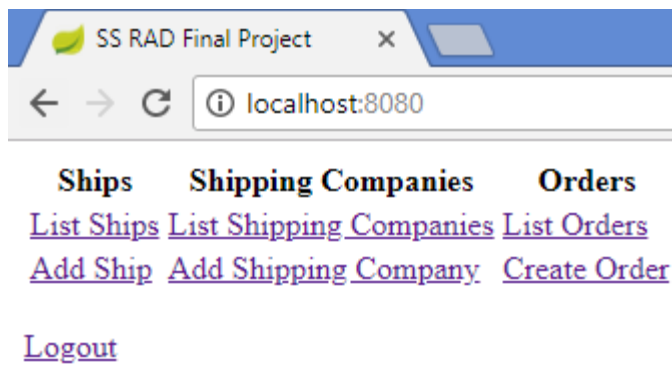 SS RAD Final Project
localhost:8080
Ships Shipping Companies Orders
List Ships List Shipping Companies List Orders
Add Ship Add Shipping Company Create Order
Logout